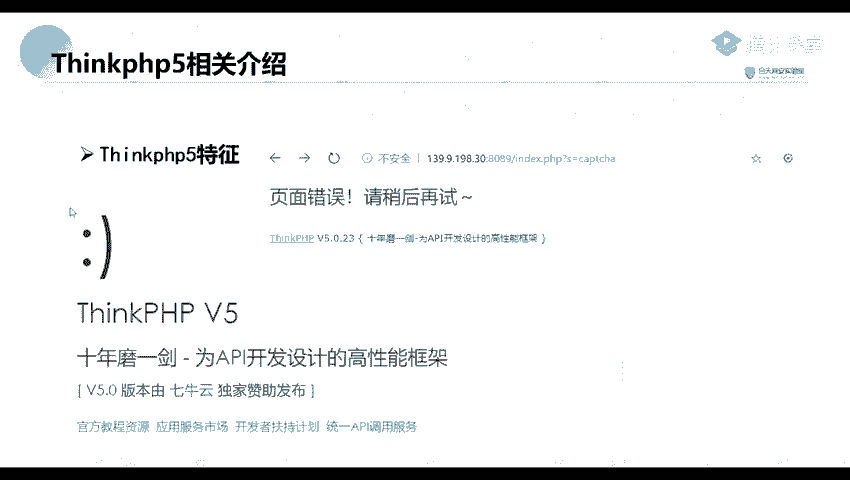 Thinkphp5相关介绍
➢ Thinkphp5特征
不安全 | 139.9.198.30:8089/index.php?s=captcha
页面错误！请稍后再试～
ThinkPHP V5.0.23 { 十年磨一剑-为API开发设计的高性能框架 }
:)
ThinkPHP V5
十年磨一剑 - 为API开发设计的高性能框架
[ V5.0 版本由 七牛云 独家赞助发布 ]
官方教程资源 应用服务市场 开发者扶持计划 统一API调用服务